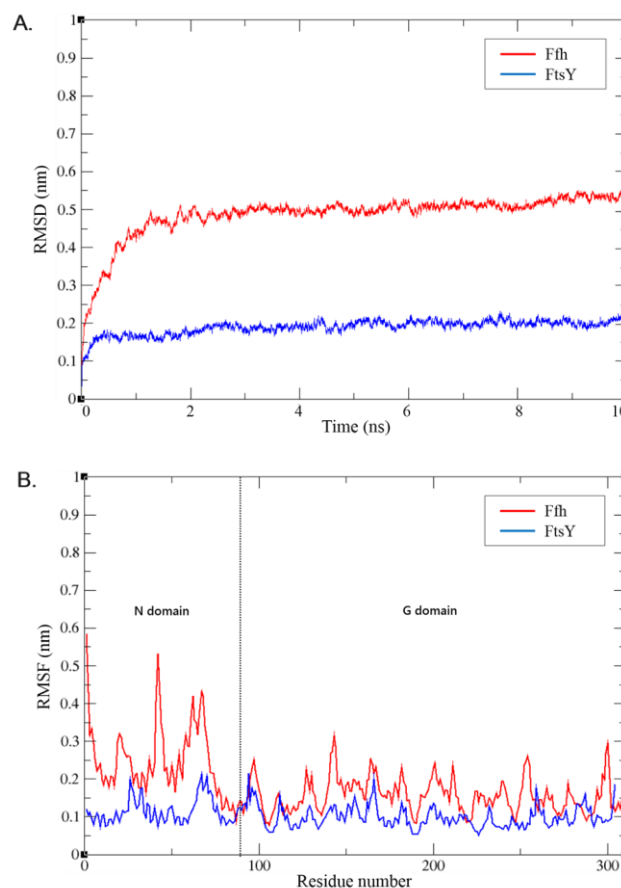 A.
1
0.9
0.8
0.7
0.6
0.5
0.4
0.3
0.2
0.1
0
RMSD (nm)
Ffh
FtsY
0 2 4 6 8 10
Time (ns)
B.
1
0.9
0.8
0.7
0.6
0.5
0.4
0.3
0.2
0.1
0
RMSF (nm)
Ffh
FtsY
N domain
G domain
0 100 200 300
Residue number